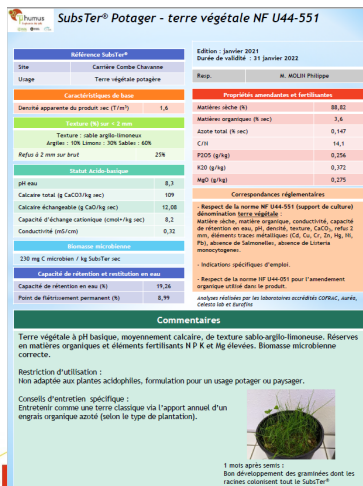 humus
SubsTer® Potager – terre végétale NF U44-551
Référence SubsTer®
Site Carrière Combe Chavanne
Usage Terre végétale potagère
Caractéristiques de base
Densité apparente du produit sec (T/m³) 1,6
Texture (%) sur < 2 mm
Texture : sable argilo-limoneux
Argiles : 10% Limons : 30% Sables : 60%
Refus à 2 mm sur brut 25%
Statut Acido-basique
pH eau 8,3
Calcaire total (g CaCO3/kg sec) 109
Calcaire échangeable (g CaO/kg sec) 12,08
Capacité d'échange cationique (cmol+/kg sec) 8,2
Conductivité (mS/cm) 0,32
Biomasse microbienne
230 mg C microbien / kg SubsTer sec
Capacité de rétention et restitution en eau
Capacité de rétention en eau (%) 19,26
Point de flétrissement permanent (%) 8,99
Edition : janvier 2021
Durée de validité : 31 janvier 2022
Resp. M. MOLIN Philippe
Propriétés amendantes et fertilisantes
Matières sèche (%) 88,82
Matières organiques (% sec) 3,6
Azote total (% sec) 0,147
C/N 14,1
P2O5 (g/kg) 0,256
K2O (g/kg) 0,372
MgO (g/kg) 0,275
Correspondances réglementaires
- Respect de la norme NF U44-551 (support de culture)
dénomination terre végétale :
Matière sèche, matière organique, conductivité, capacité
de rétention en eau, pH, densité, texture, CaCO₃, refus 2
mm, éléments traces métalliques (Cd, Cu, Cr, Zn, Hg, Ni,
Pb), absence de Salmonelles, absence de Listeria
monocytogenes.
- Indications spécifiques d'emploi.
- Respect de la norme NF U44-051 pour l'amendement
organique utilisé dans le produit.
Analyses réalisées par les laboratoires accrédités COFRAC, Auréa,
Celesta lab et Eurofins
Commentaires
Terre végétale à pH basique, moyennement calcaire, de texture sablo-argilo-limoneuse. Réserves
en matières organiques et éléments fertilisants N P K et Mg élevées. Biomasse microbienne
correcte.
Restriction d'utilisation :
Non adaptée aux plantes acidophiles, formulation pour un usage potager ou paysager.
Conseils d'entretien spécifique :
Entretenir comme une terre classique via l'apport annuel d'un
engrais organique azoté (selon le type de plantation).
1 mois après semis :
Bon développement des graminées dont les
racines colonisent tout le SubsTer®